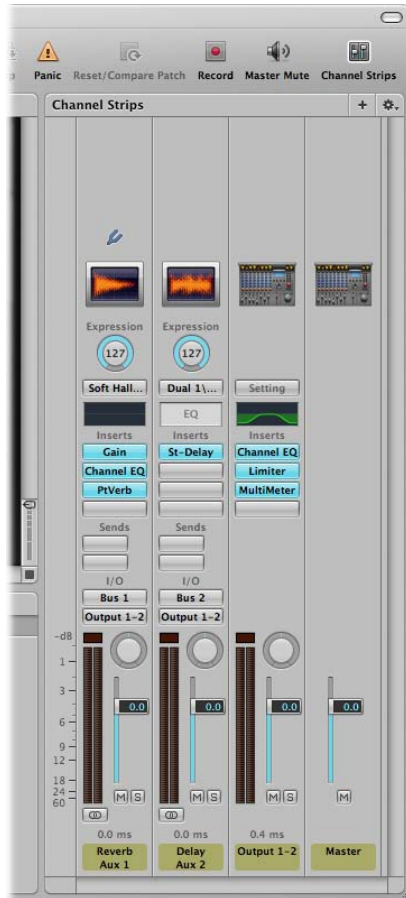 Panic Reset/Compare Patch Record Master Mute Channel Strips
Channel Strips +
Expression Expression
127 127
Soft Hall... Dual 1\... Setting
EQ
Inserts Inserts Inserts
Gain St-Delay Channel EQ
Channel EQ Limiter
PtVerb MultiMeter
Sends Sends
I/O I/O
Bus 1 Bus 2
Output 1-2 Output 1-2
-dB
1
3
0.0 0.0 0.0 0.0
6
9
12
18
24 M S M S M S M
60
0.0 ms 0.0 ms 0.4 ms
Reverb Delay Output 1-2 Master
Aux 1 Aux 2